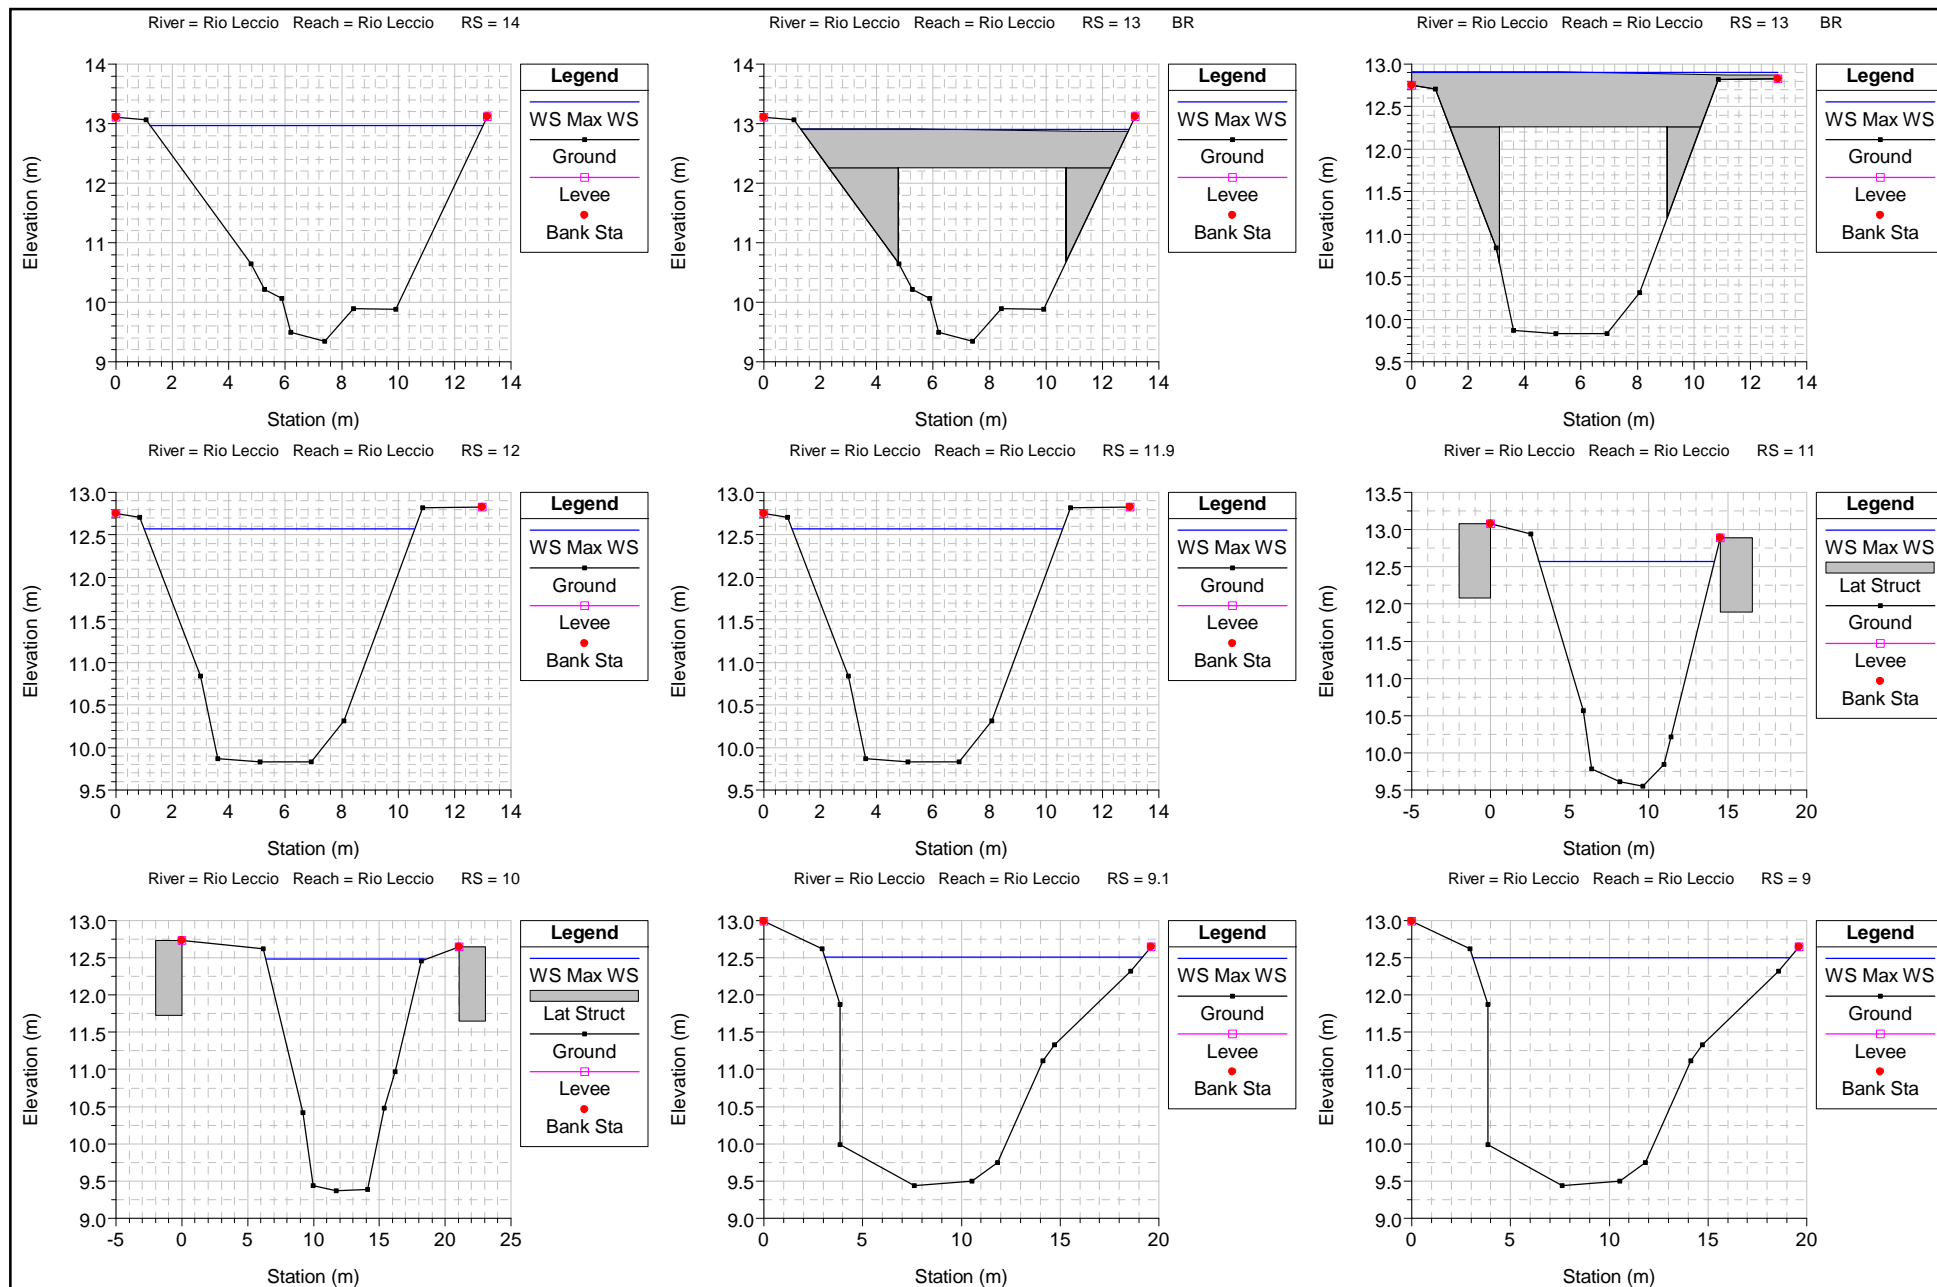 River = Rio Leccio Reach = Rio Leccio RS = 14
14
13
12
11
10
9
Elevation (m)
0 2 4 6 8 10 12 14
Station (m)
Legend
WS Max WS
Ground
Levee
Bank Sta
River = Rio Leccio Reach = Rio Leccio RS = 13 BR
14
13
12
11
10
9
Elevation (m)
0 2 4 6 8 10 12 14
Station (m)
Legend
WS Max WS
Ground
Levee
Bank Sta
River = Rio Leccio Reach = Rio Leccio RS = 13 BR
13.0
12.5
12.0
11.5
11.0
10.5
10.0
9.5
Elevation (m)
0 2 4 6 8 10 12 14
Station (m)
Legend
WS Max WS
Ground
Levee
Bank Sta
River = Rio Leccio Reach = Rio Leccio RS = 12
13.0
12.5
12.0
11.5
11.0
10.5
10.0
9.5
Elevation (m)
0 2 4 6 8 10 12 14
Station (m)
Legend
WS Max WS
Ground
Levee
Bank Sta
River = Rio Leccio Reach = Rio Leccio RS = 11.9
13.0
12.5
12.0
11.5
11.0
10.5
10.0
9.5
Elevation (m)
0 2 4 6 8 10 12 14
Station (m)
Legend
WS Max WS
Ground
Levee
Bank Sta
River = Rio Leccio Reach = Rio Leccio RS = 11
13.5
13.0
12.5
12.0
11.5
11.0
10.5
10.0
9.5
Elevation (m)
-5 0 5 10 15 20
Station (m)
Legend
WS Max WS
Lat Struct
Ground
Levee
Bank Sta
River = Rio Leccio Reach = Rio Leccio RS = 10
13.0
12.5
12.0
11.5
11.0
10.5
10.0
9.5
9.0
Elevation (m)
-5 0 5 10 15 20 25
Station (m)
Legend
WS Max WS
Lat Struct
Ground
Levee
Bank Sta
River = Rio Leccio Reach = Rio Leccio RS = 9.1
13.0
12.5
12.0
11.5
11.0
10.5
10.0
9.5
9.0
Elevation (m)
0 5 10 15 20
Station (m)
Legend
WS Max WS
Ground
Levee
Bank Sta
River = Rio Leccio Reach = Rio Leccio RS = 9
13.0
12.5
12.0
11.5
11.0
10.5
10.0
9.5
9.0
Elevation (m)
0 5 10 15 20
Station (m)
Legend
WS Max WS
Ground
Levee
Bank Sta